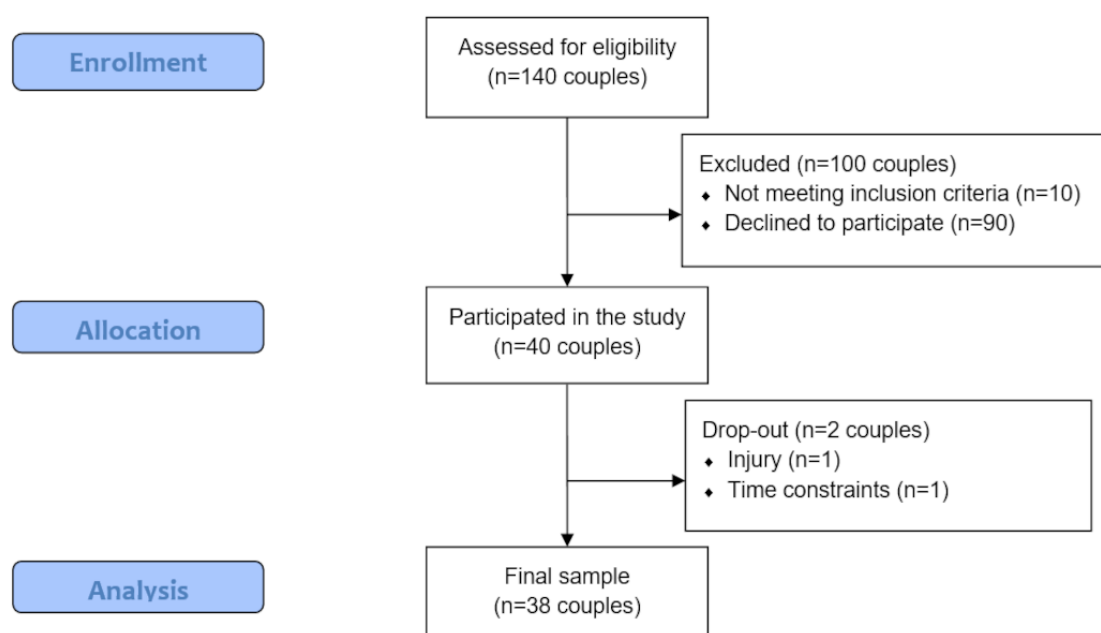 Enrollment
Assessed for eligibility
(n=140 couples)
Excluded (n=100 couples)
⬥ Not meeting inclusion criteria (n=10)
⬥ Declined to participate (n=90)
Allocation
Participated in the study
(n=40 couples)
Drop-out (n=2 couples)
⬥ Injury (n=1)
⬥ Time constraints (n=1)
Analysis
Final sample
(n=38 couples)